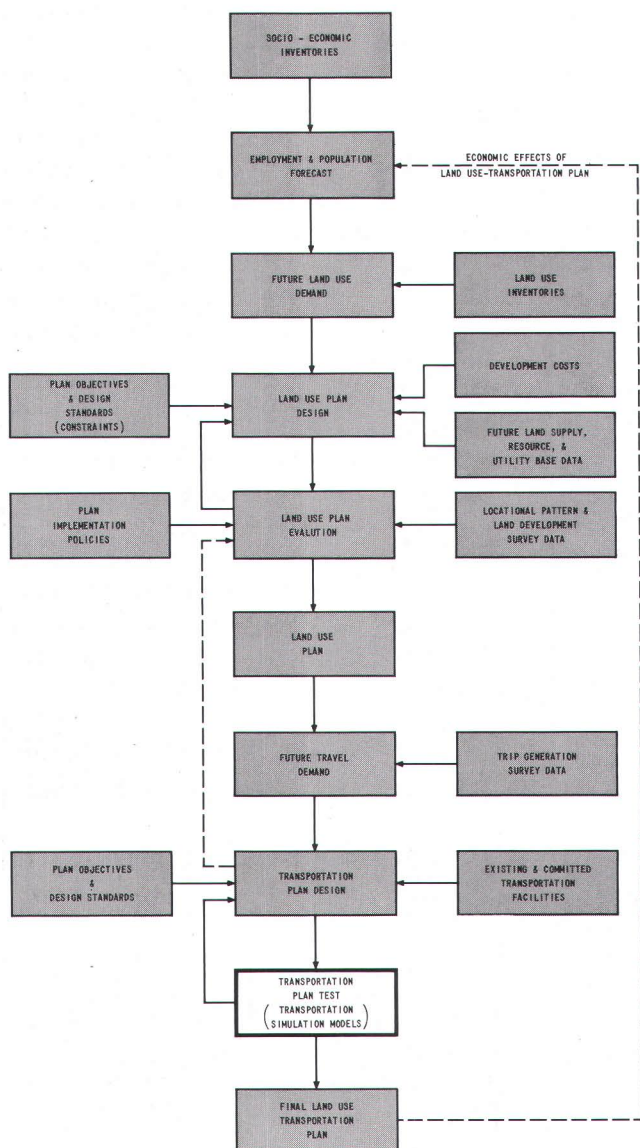 SOCIO - ECONOMIC
INVENTORIES
EMPLOYMENT & POPULATION
FORECAST
ECONOMIC EFFECTS OF
LAND USE-TRANSPORTATION PLAN
FUTURE LAND USE
DEMAND
LAND USE
INVENTORIES
PLAN OBJECTIVES
& DESIGN
STANDARDS
(CONSTRAINTS)
LAND USE PLAN
DESIGN
DEVELOPMENT COSTS
FUTURE LAND SUPPLY,
RESOURCE, &
UTILITY BASE DATA
PLAN
IMPLEMENTATION
POLICIES
LAND USE PLAN
EVALUTION
LOCATIONAL PATTERN &
LAND DEVELOPMENT
SURVEY DATA
LAND USE
PLAN
FUTURE TRAVEL
DEMAND
TRIP GENERATION
SURVEY DATA
PLAN OBJECTIVES
&
DESIGN STANDARDS
TRANSPORTATION
PLAN DESIGN
EXISTING & COMMITTED
TRANSPORTATION
FACILITIES
TRANSPORTATION
PLAN TEST
(TRANSPORTATION
SIMULATION MODELS)
FINAL LAND USE
TRANSPORTATION
PLAN